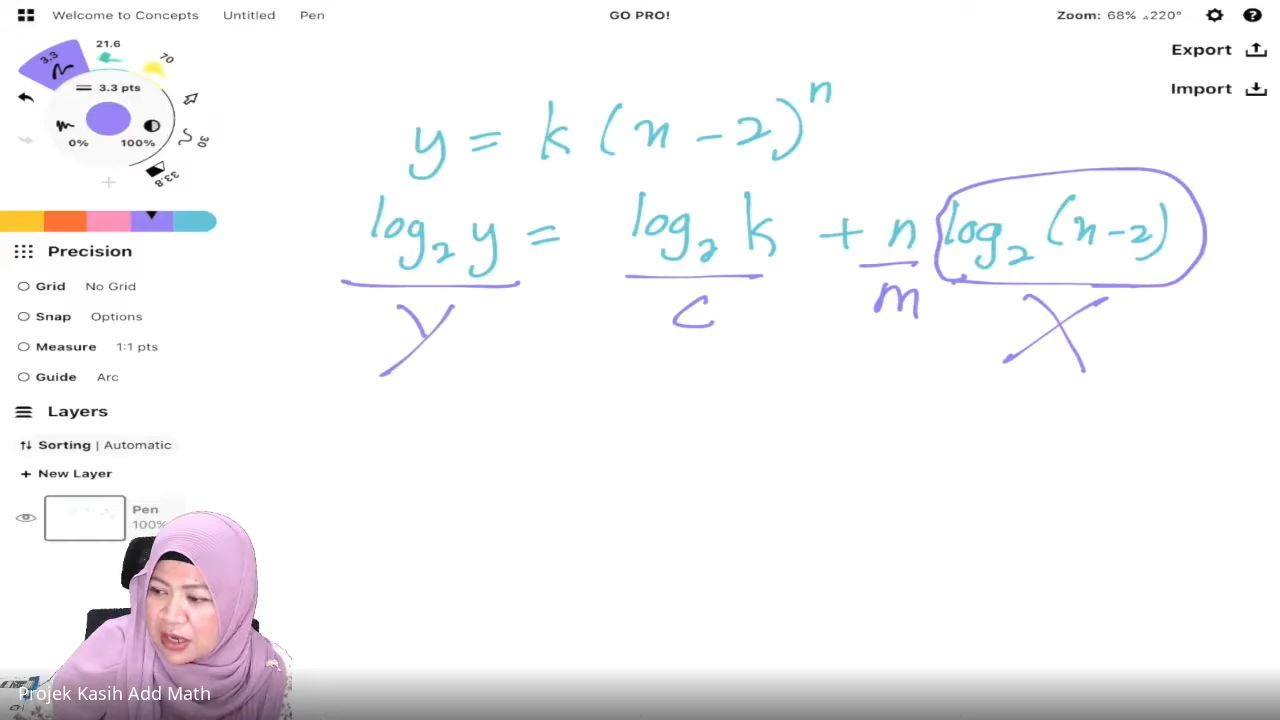 Welcome to Concepts Untitled Pen GO PRO! Zoom: 68% 220°
Export
Import
3.3
21.6
70
3.3 pts
0% 100%
30
33.8
Precision
Grid No Grid
Snap Options
Measure 1:1 pts
Guide Arc
Layers
Sorting | Automatic
+ New Layer
Pen
100%
y = k (x - 2)^n
log₂ y = log₂ k + n log₂ (x-2)
Y C m X
Projek Kasih Add Math